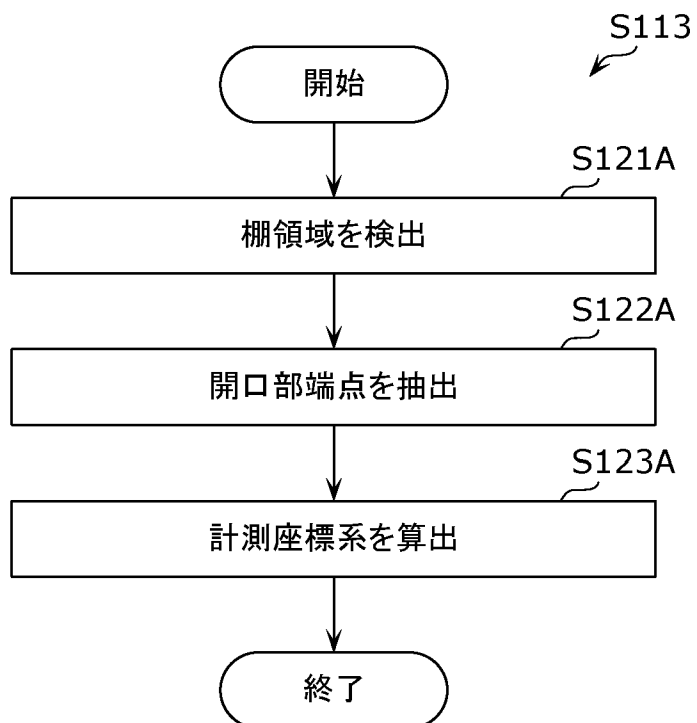 S113
開始
S121A
棚領域を検出
S122A
開口部端点を抽出
S123A
計測座標系を算出
終了